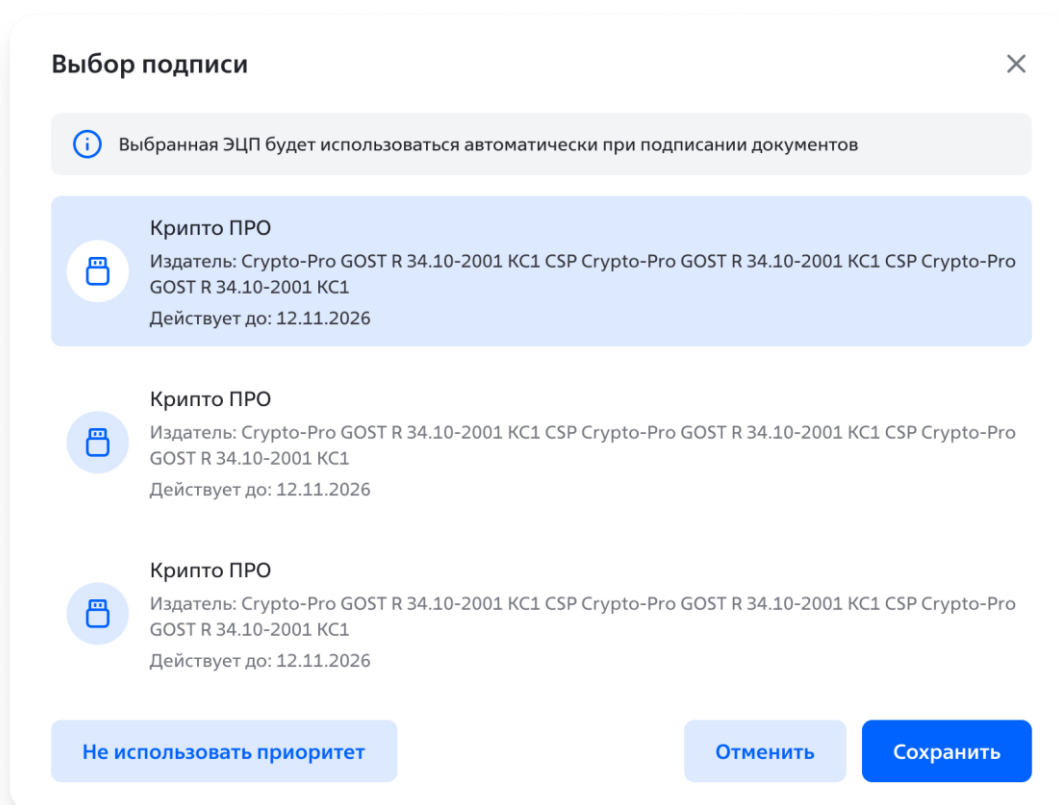 Выбор подписи
Выбранная ЭЦП будет использоваться автоматически при подписании документов
Крипто ПРО
Издатель: Crypto-Pro GOST R 34.10-2001 KC1 CSP Crypto-Pro GOST R 34.10-2001 KC1 CSP Crypto-Pro
GOST R 34.10-2001 KC1
Действует до: 12.11.2026
Крипто ПРО
Издатель: Crypto-Pro GOST R 34.10-2001 KC1 CSP Crypto-Pro GOST R 34.10-2001 KC1 CSP Crypto-Pro
GOST R 34.10-2001 KC1
Действует до: 12.11.2026
Крипто ПРО
Издатель: Crypto-Pro GOST R 34.10-2001 KC1 CSP Crypto-Pro GOST R 34.10-2001 KC1 CSP Crypto-Pro
GOST R 34.10-2001 KC1
Действует до: 12.11.2026
Не использовать приоритет
Отменить
Сохранить